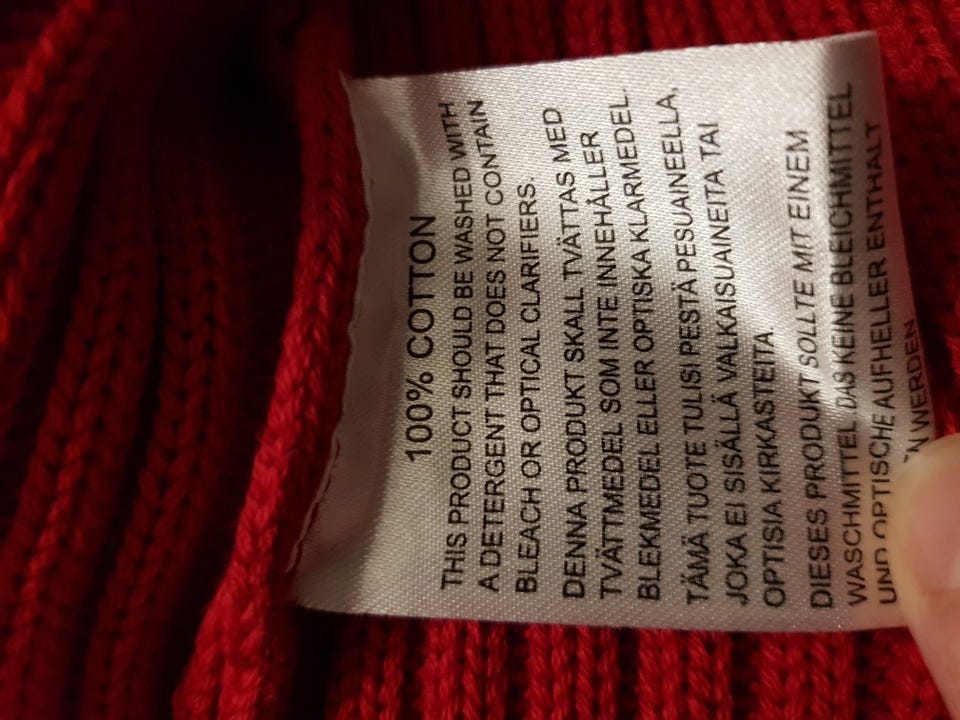 100% COTTON
THIS PRODUCT SHOULD BE WASHED WITH
A DETERGENT THAT DOES NOT CONTAIN
BLEACH OR OPTICAL CLARIFIERS.
DENNA PRODUKT SKALL TVÄTTAS MED
TVÄTTMEDEL SOM INTE INNEHÅLLER
BLEKMEDEL ELLER OPTISKA KLARMEDEL.
TÄMÄ TUOTE TULISI PESTÄ PESUAINEELLA,
JOKA EI SISÄLLÄ VALKAISUAINEITA TAI
OPTISIA KIRKASTEITA.
DIESES PRODUKT SOLLTE MIT EINEM
WASCHMITTEL DAS KEINE BLEICHMITTEL
UND OPTISCHE AUFHELLER ENTHALT
WERDEN